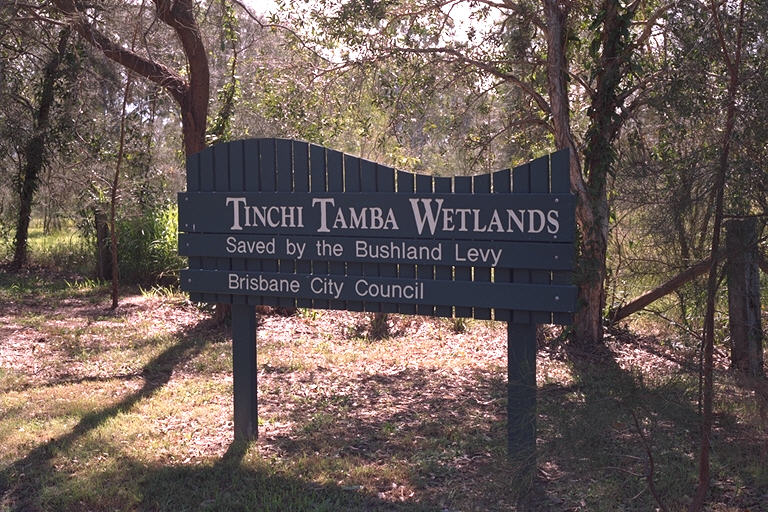 TINCHI TAMBA WETLANDS
Saved by the Bushland Levy
Brisbane City Council